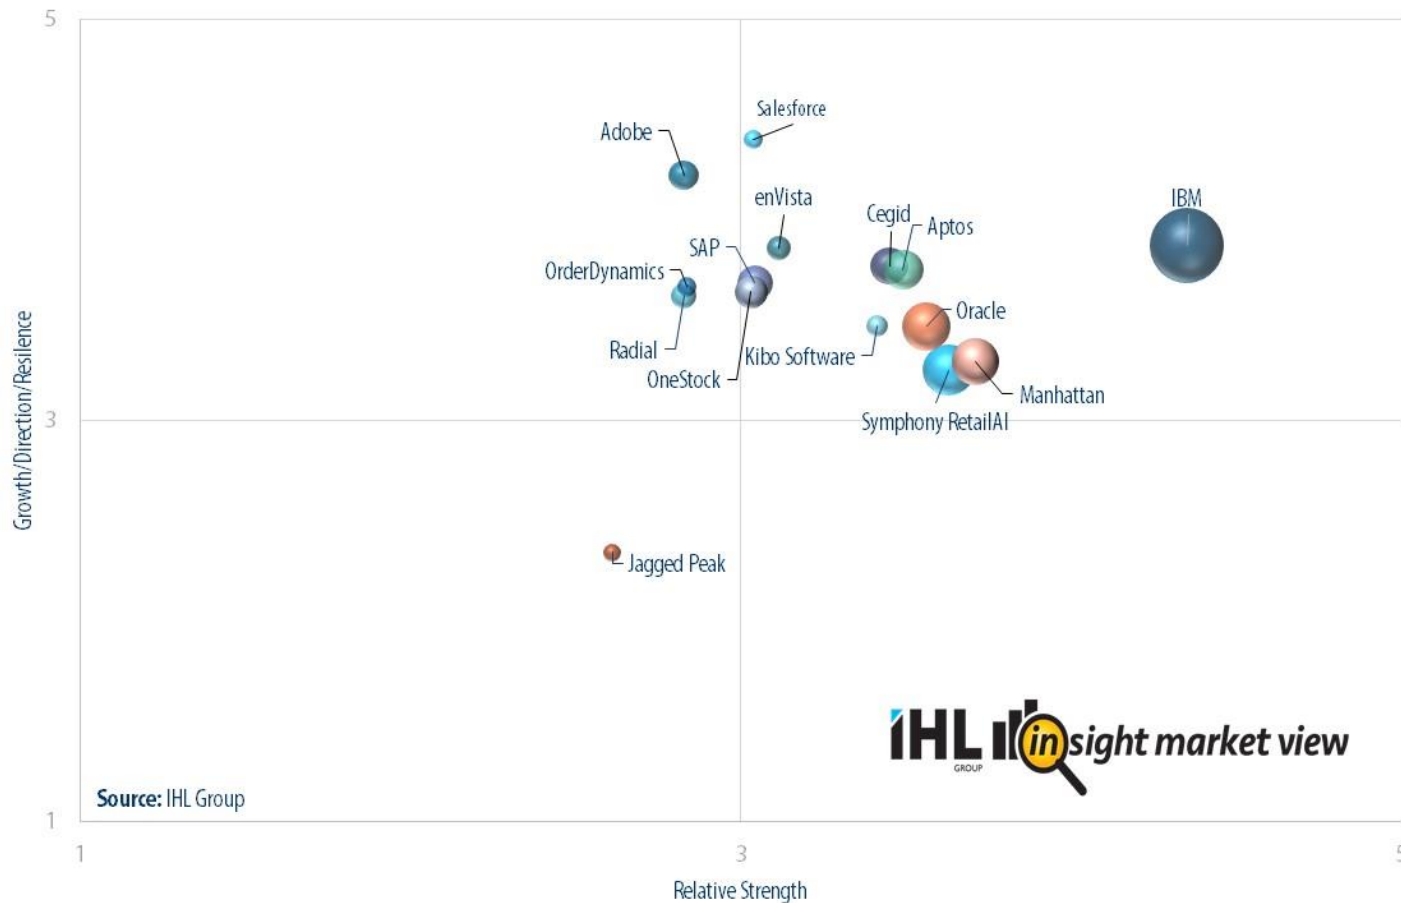 5
Salesforce
Adobe
enVista
IBM
Cegid
Aptos
SAP
OrderDynamics
Oracle
Radial
Kibo Software
OneStock
Manhattan
Symphony RetailAI
3
Growth/Direction/Resilence
Jagged Peak
iHL insight market view
GROUP
Source: IHL Group
1
1
3
5
Relative Strength